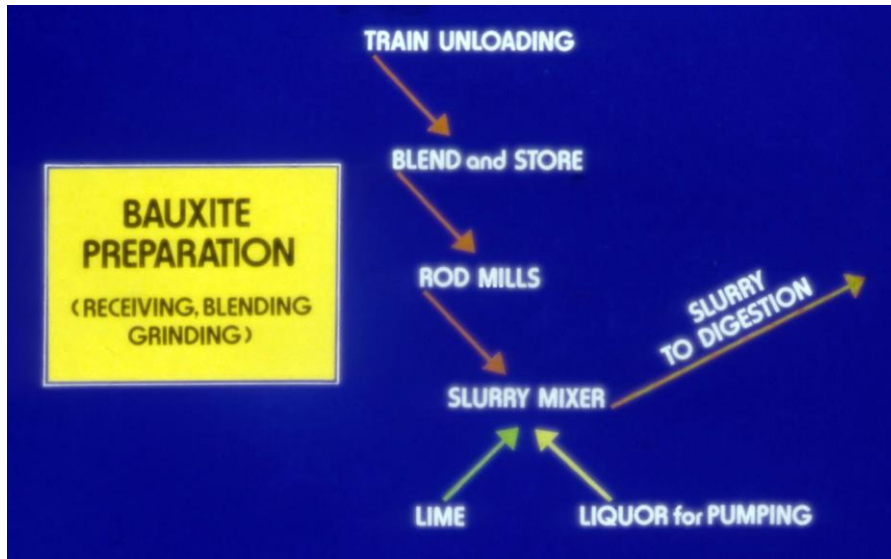 TRAIN UNLOADING
BLEND and STORE
BAUXITE
PREPARATION
(RECEIVING, BLENDING
GRINDING)
ROD MILLS
SLURRY
TO DIGESTION
SLURRY MIXER
LIME
LIQUOR for PUMPING